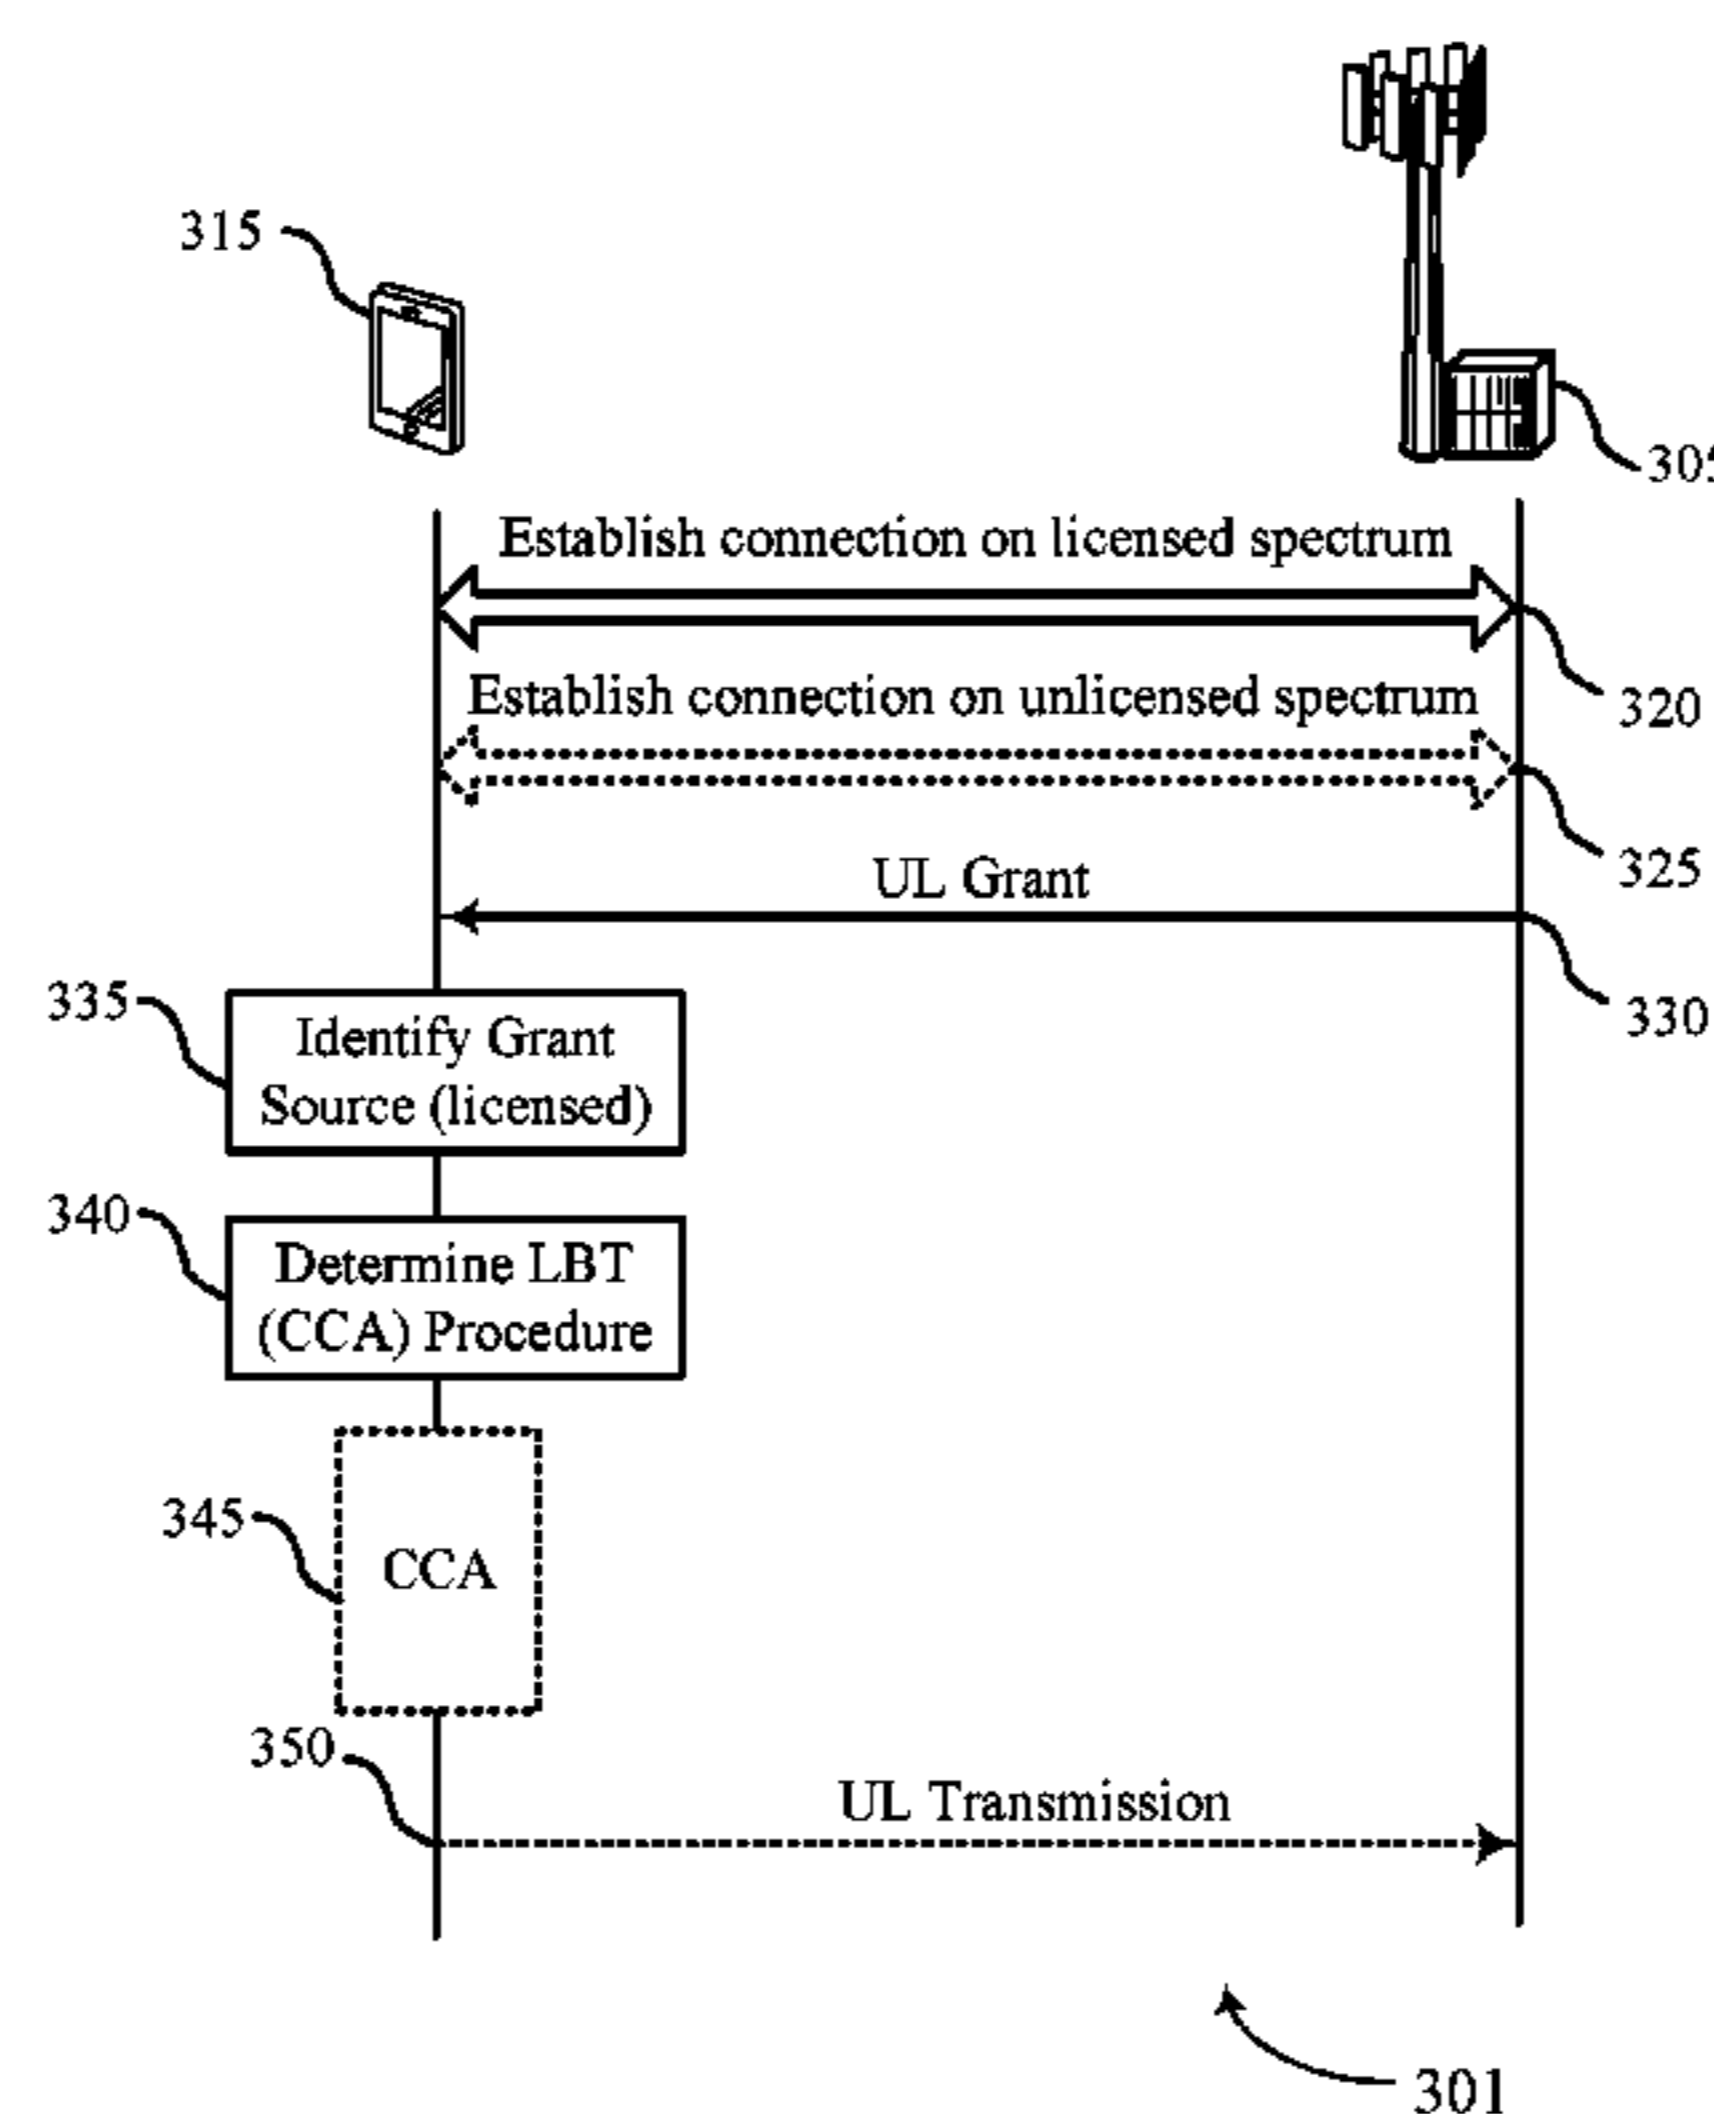 315
305
Establish connection on licensed spectrum
320
Establish connection on unlicensed spectrum
325
UL Grant
330
335
Identify Grant
Source (licensed)
340
Determine LBT
(CCA) Procedure
345
CCA
350
UL Transmission
301